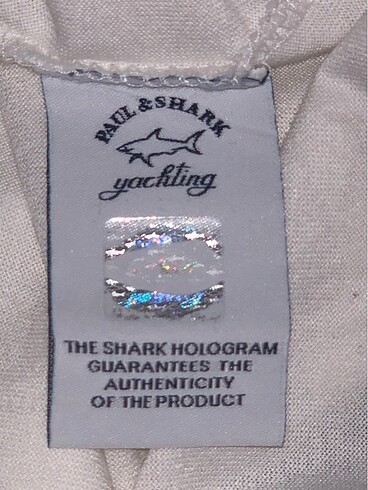 PAUL & SHARK
yachting
THE SHARK HOLOGRAM
GUARANTEES THE
AUTHENTICITY
OF THE PRODUCT